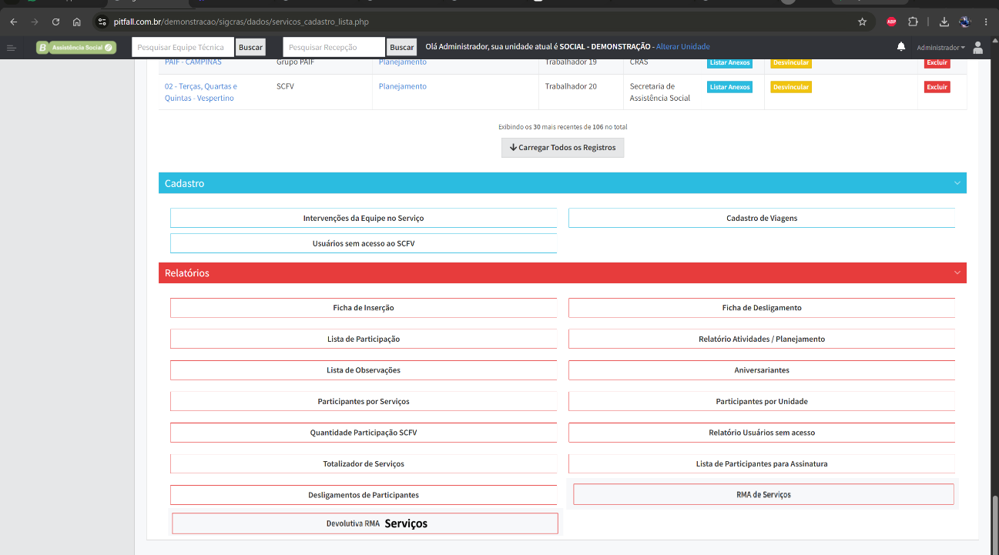 pitfall.com.br/demonstracao/sigcras/dados/servicos_cadastro_lista.php
ABP
B Assistência Social
Pesquisar Equipe Técnica
Buscar
Pesquisar Recepção
Buscar
Olá Administrador, sua unidade atual é SOCIAL - DEMONSTRAÇÃO - Alterar Unidade
Administrador
PAIF - CAMPINAS
Grupo PAIF
Planejamento
Trabalhador 19
CRAS
Listar Anexos
Desvincular
Excluir
02 - Terças, Quartas e
Quintas - Vespertino
SCFV
Planejamento
Trabalhador 20
Secretaria de
Assistência Social
Listar Anexos
Desvincular
Excluir
Exibindo os 30 mais recentes de 106 no total
Carregar Todos os Registros
Cadastro
Intervenções da Equipe no Serviço
Cadastro de Viagens
Usuários sem acesso ao SCFV
Relatórios
Ficha de Inserção
Ficha de Desligamento
Lista de Participação
Relatório Atividades / Planejamento
Lista de Observações
Aniversariantes
Participantes por Serviços
Participantes por Unidade
Quantidade Participação SCFV
Relatório Usuários sem acesso
Totalizador de Serviços
Lista de Participantes para Assinatura
Desligamentos de Participantes
RMA de Serviços
Devolutiva RMA Serviços